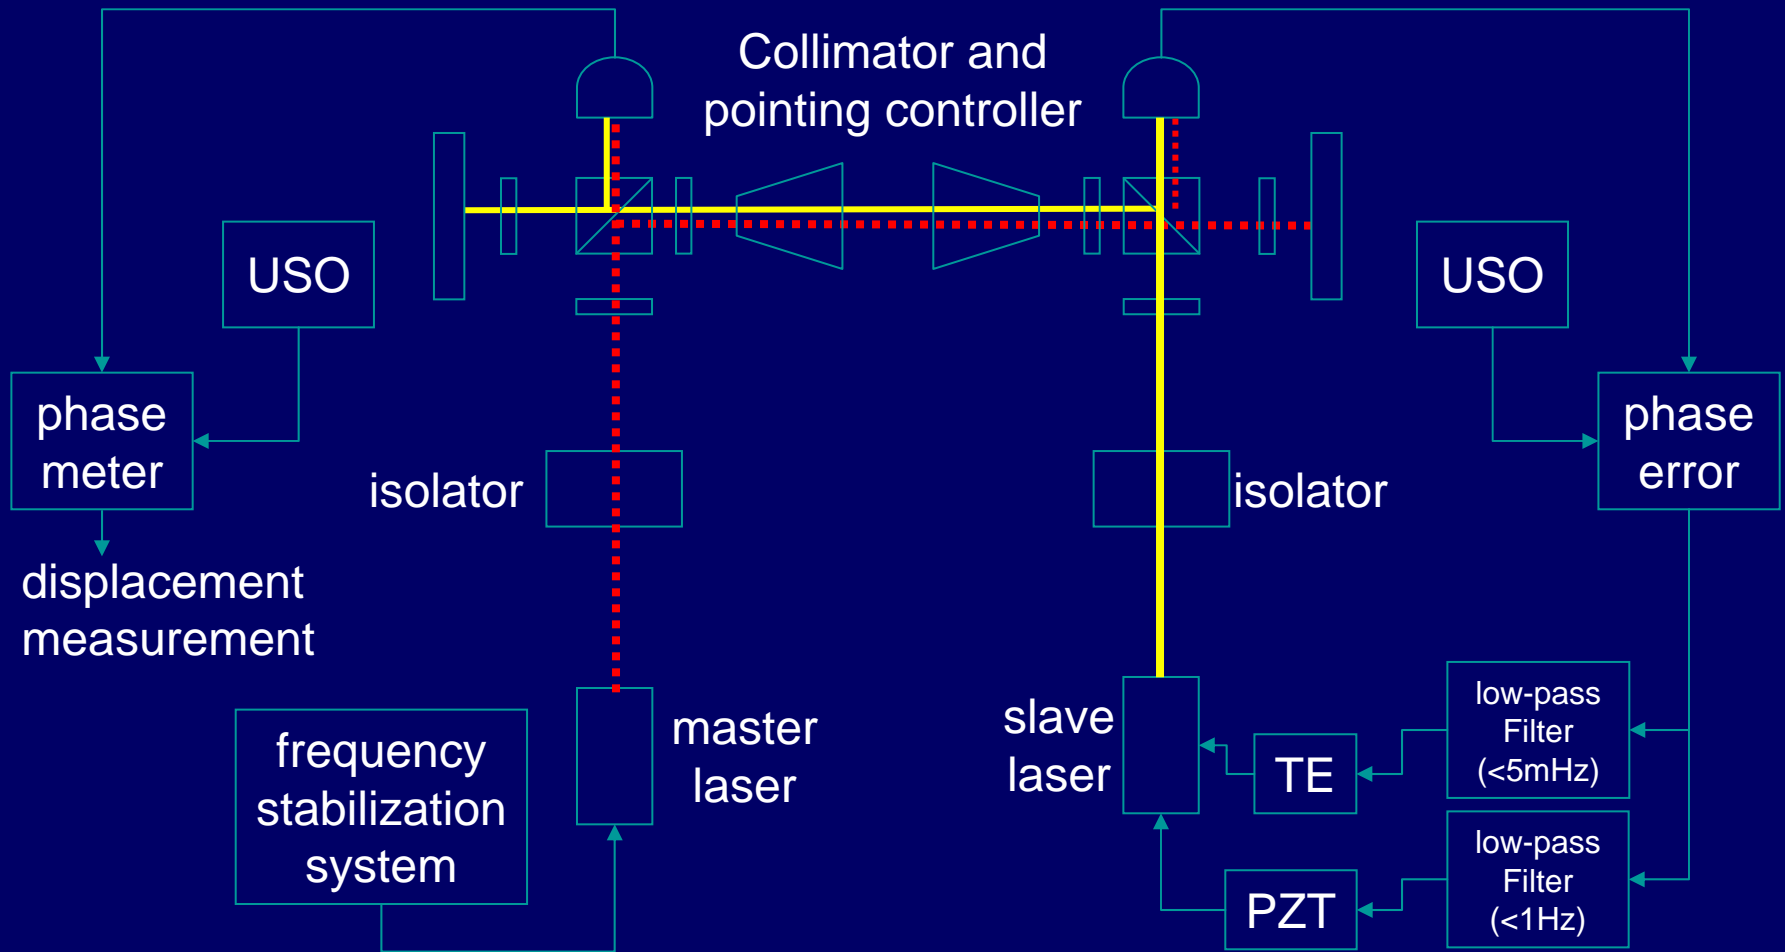 Collimator and
pointing controller
USO
USO
phase
meter
phase
error
isolator
isolator
displacement
measurement
frequency
stabilization
system
master
laser
slave
laser
TE
low-pass
Filter
(<5mHz)
PZT
low-pass
Filter
(<1Hz)